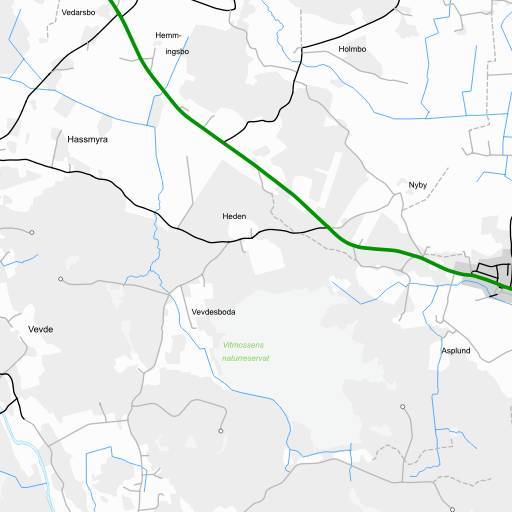 Vedarsbo
Hemm-
ingsbo
Holmbo
Hassmyra
Nyby
Heden
Vevdesboda
Vevde
Vitmossens
naturreservat
Asplund